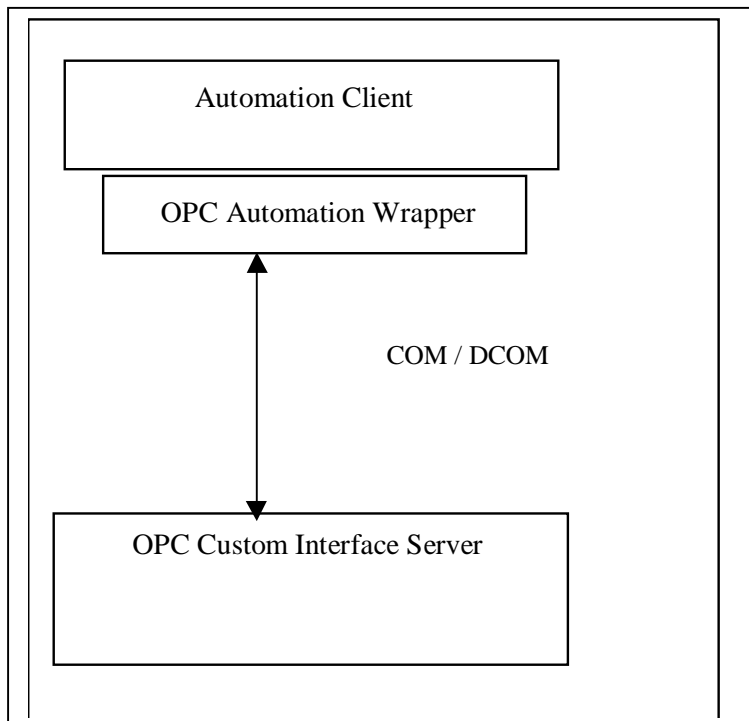 Automation Client
OPC Automation Wrapper
COM / DCOM
OPC Custom Interface Server